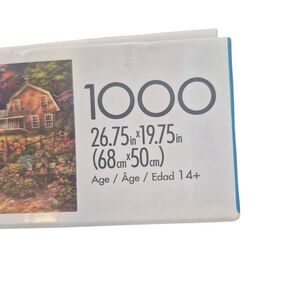 1000
26.75in x 19.75in
(68cm x 50cm)
Age / Âge / Edad 14+